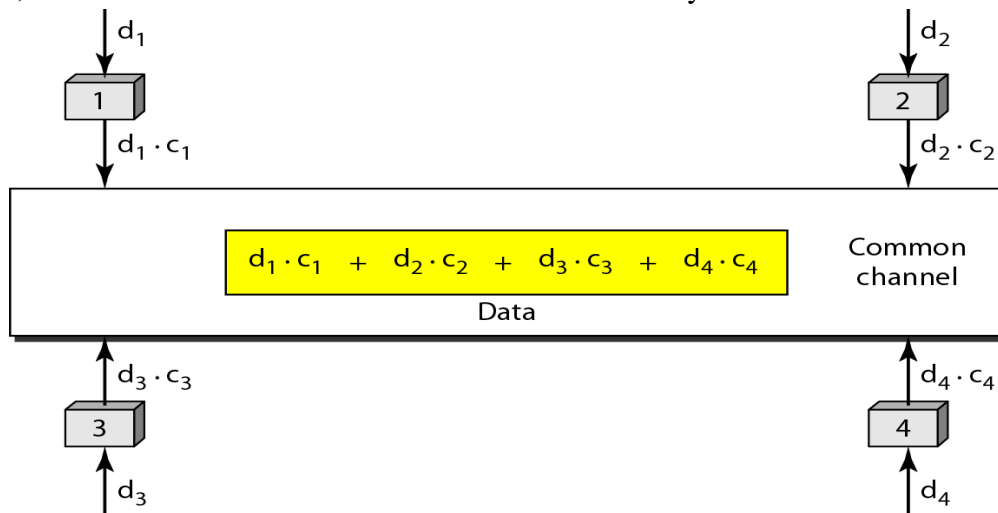 d₁ d₂
1 2
d₁ · c₁ d₂ · c₂
d₁ · c₁ + d₂ · c₂ + d₃ · c₃ + d₄ · c₄
Common
channel
Data
d₃ · c₃ d₄ · c₄
3 4
d₃ d₄